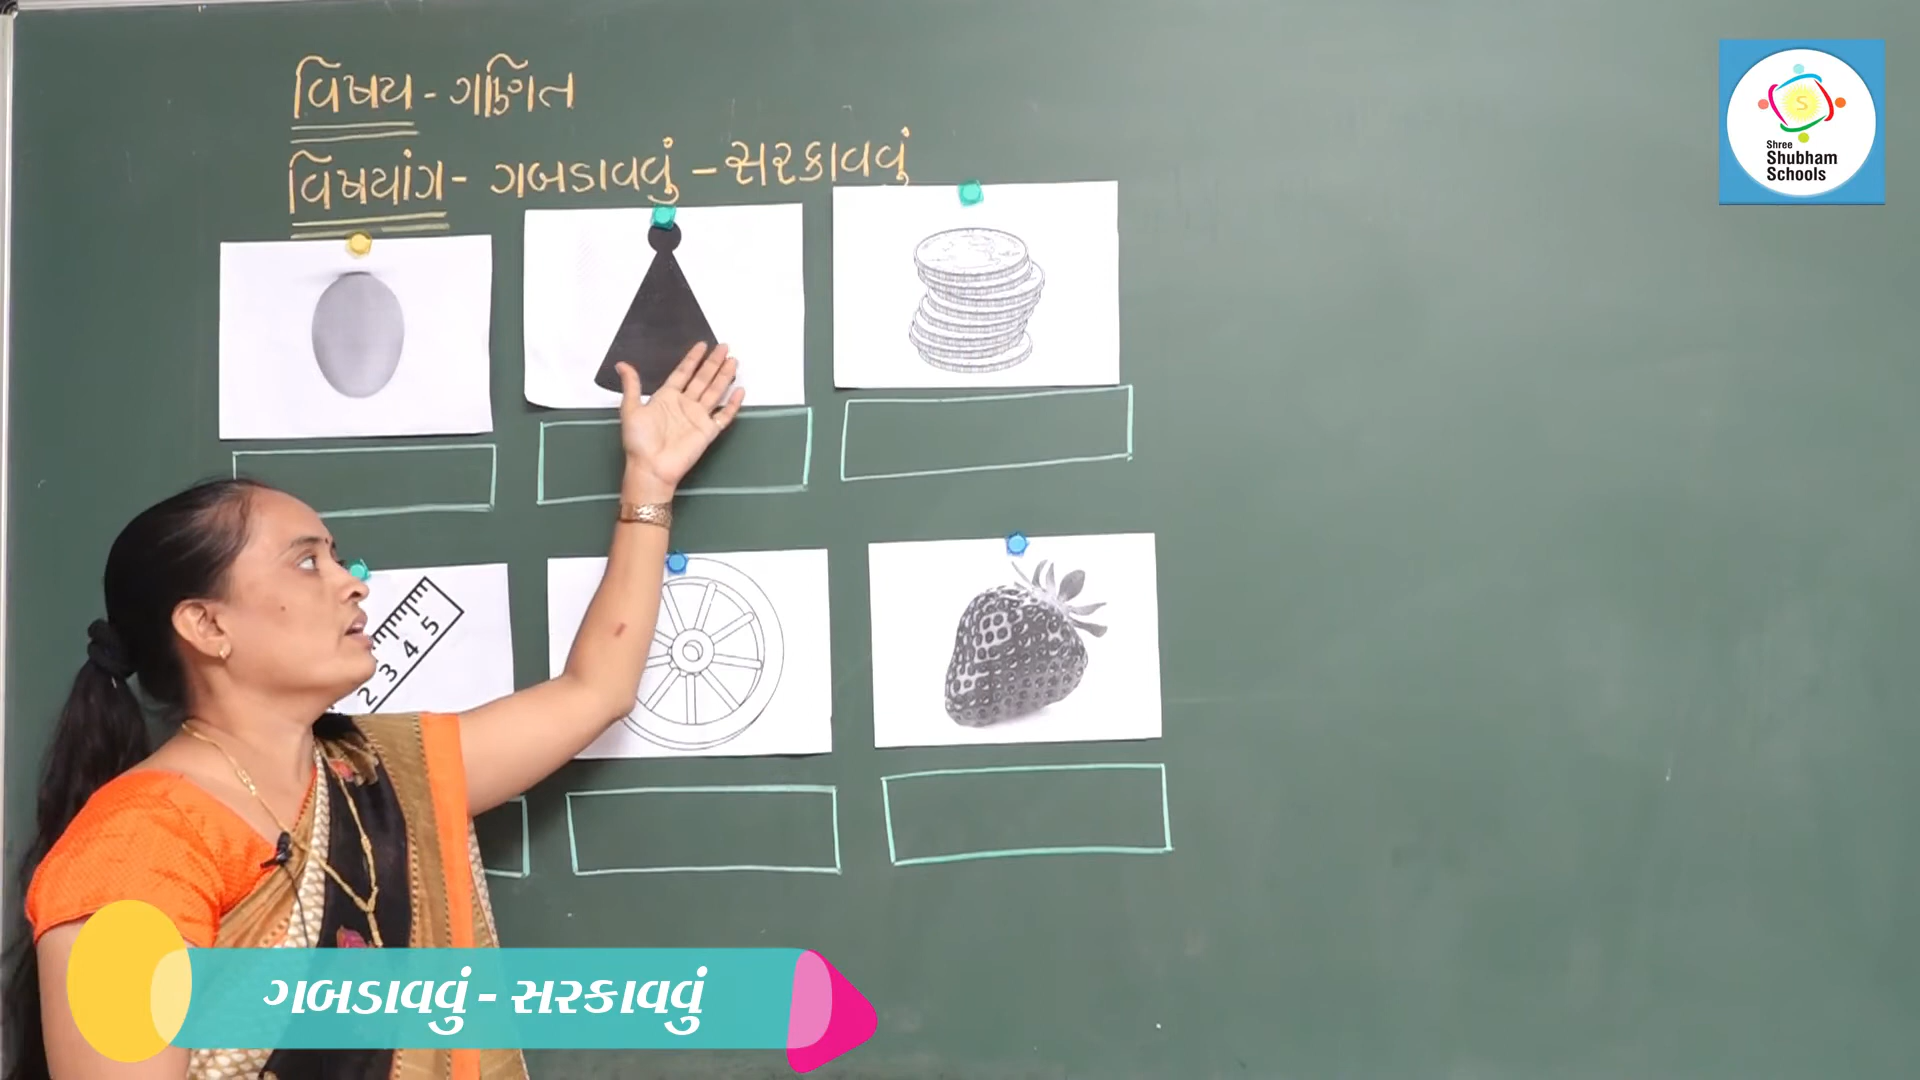 વિષય - ગણિત
વિષયાંગ - ગબડાવવું - સરકાવવું
2 3 4 5
ગબડાવવું - સરકાવવું
S
Shree
Shubham
Schools